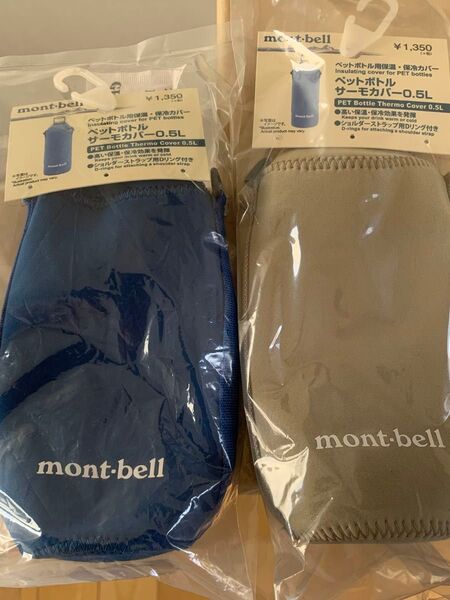 mont-bell
¥1,350
ペットボトル用保温・保冷カバー
Insulating cover for PET bottles
ペットボトル
サーモカバー0.5L
PET Bottle Thermo Cover 0.5L
●高い保温・保冷効果を発揮
Keeps your drink warm or cold
●ショルダーストラップ用Dリング付き
D-rings for attaching a shoulder strap
mont-bell
mont-bell
¥1,350
ペットボトル用保温・保冷カバー
Insulating cover for PET bottles
ペットボトル
サーモカバー0.5L
PET Bottle Thermo Cover 0.5L
●高い保温・保冷効果を発揮
Keeps your drink warm or cold
●ショルダーストラップ用Dリング付き
D-rings for attaching a shoulder strap
mont-bell